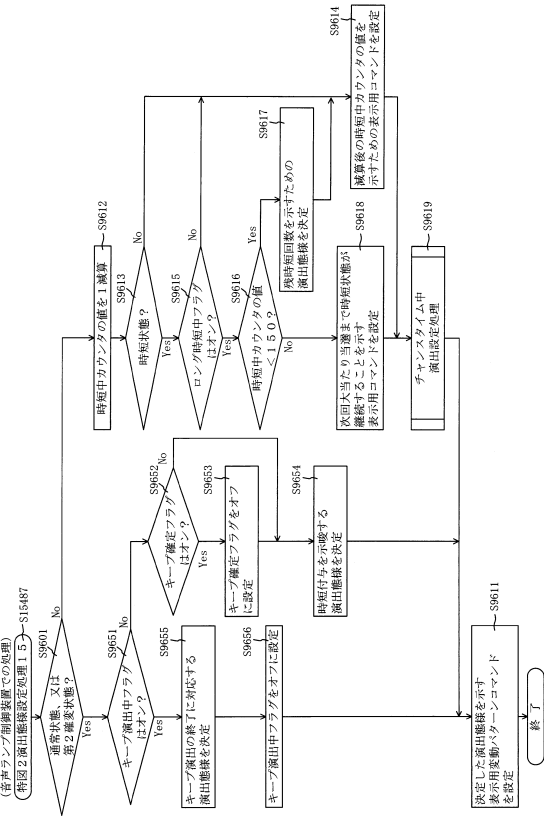 (音声ランプ制御装置での処理)
特図2演出態様設定処理15
S15487
S9601
通常状態、又は
第2確変状態?
No
Yes
S9651
キープ演出中フラグ
はオン?
No
Yes
S9655
キープ演出の終了に対応する
演出態様を決定
S9656
キープ演出中フラグをオフに設定
S9652
キープ確定フラグ
はオン?
No
Yes
S9653
キープ確定フラグをオフ
に設定
S9654
時短付与を示唆する
演出態様を決定
S9612
時短中カウンタの値を1減算
S9613
時短状態?
No
Yes
S9615
ロング時短中フラグ
はオン?
No
Yes
S9616
時短中カウンタの値
<150?
Yes
No
S9617
残時短回数を示すための
演出態様を決定
S9614
減算後の時短中カウンタの値を
示すための表示用コマンドを設定
S9618
次回大当たり当選まで時短状態が
継続することを示す
表示用コマンドを設定
S9619
チャンスタイム中
演出設定処理
S9611
決定した演出態様を示す
表示用変動パターンコマンド
を設定
終了